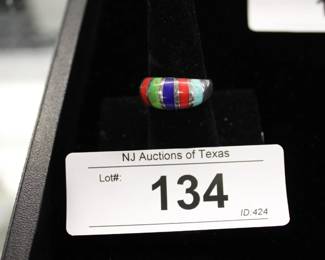 NJ Auctions of Texas
Lot#: 134
ID:424